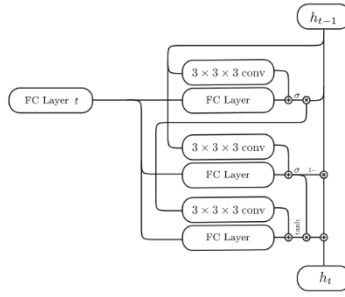 h_{t−1}
3 × 3 × 3 conv
FC Layer t
FC Layer
σ
3 × 3 × 3 conv
FC Layer
σ
1−
3 × 3 × 3 conv
FC Layer
tanh
h_t